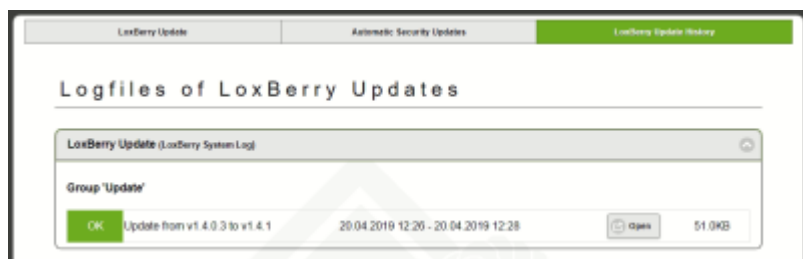 LoxBerry Update
Automatic Security Updates
LoxBerry Update History
Logfiles of LoxBerry Updates
LoxBerry Update (LoxBerry System Log)
Group 'Update'
OK Update from v1.4.0.3 to v1.4.1 20.04.2019 12:26 - 20.04.2019 12:28 Open 51.0KB